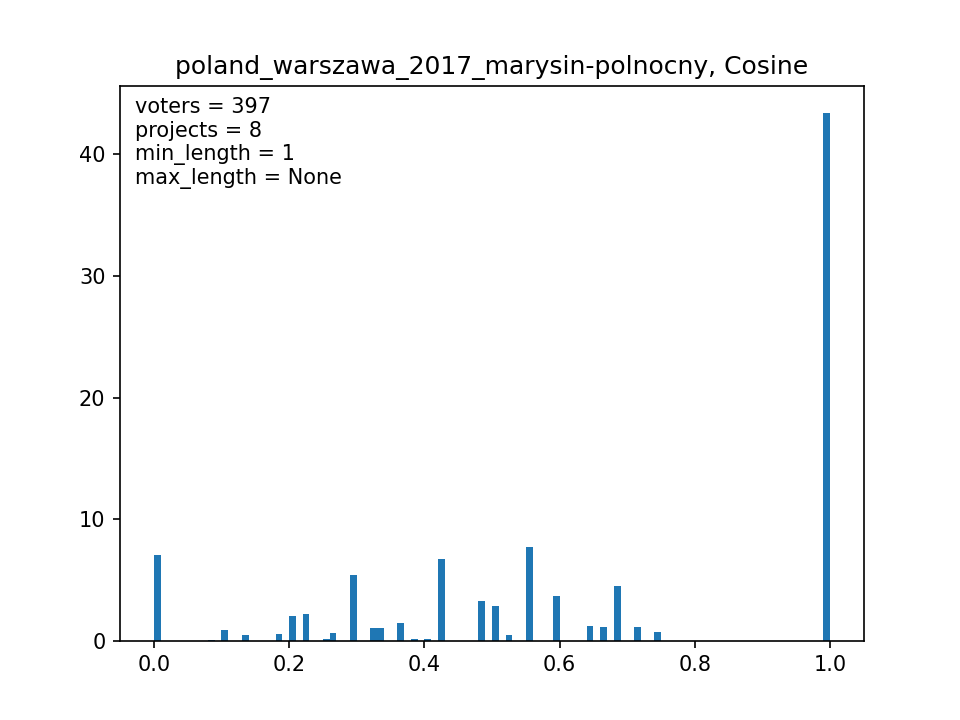 poland_warszawa_2017_marysin-polnocny, Cosine
voters = 397
projects = 8
min_length = 1
max_length = None
40
30
20
10
0
0.0 0.2 0.4 0.6 0.8 1.0